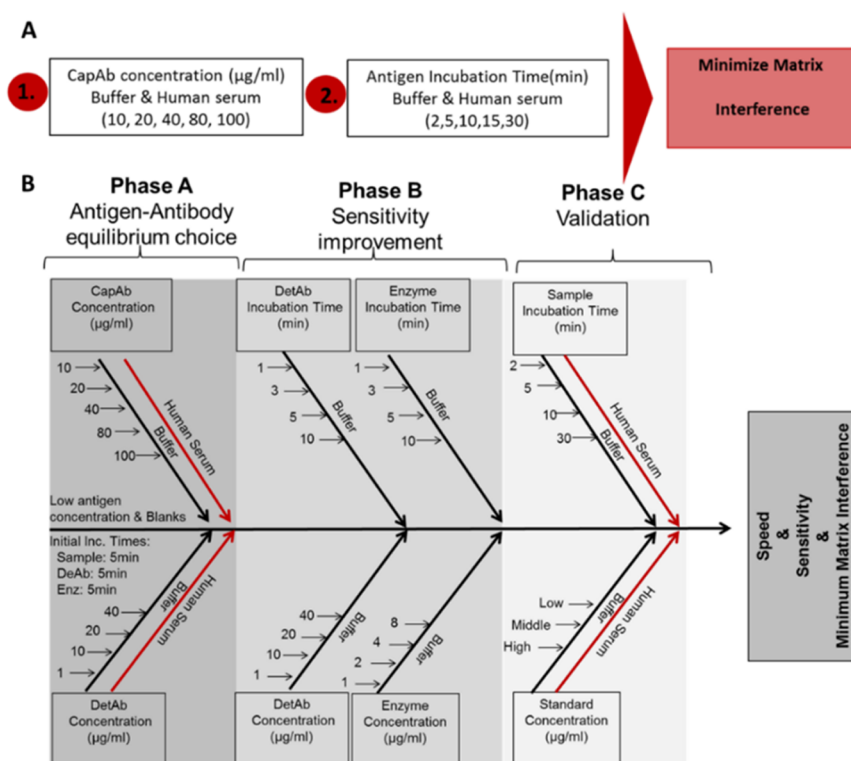 A
1.
CapAb concentration (µg/ml)
Buffer & Human serum
(10, 20, 40, 80, 100)
2.
Antigen Incubation Time(min)
Buffer & Human serum
(2,5,10,15,30)
Minimize Matrix
Interference
B
Phase A
Antigen-Antibody
equilibrium choice
Phase B
Sensitivity
improvement
Phase C
Validation
CapAb
Concentration
(µg/ml)
DetAb
Incubation Time
(min)
Enzyme
Incubation Time
(min)
Sample
Incubation Time
(min)
10
20
40
80
100
Buffer
Human Serum
1
3
5
10
Buffer
1
3
5
10
Buffer
2
5
10
30
Buffer
Human Serum
Low antigen
concentration & Blanks
Initial Inc. Times:
Sample: 5min
DeAb: 5min
Enz: 5min
40
20
10
1
Buffer
Human Serum
40
20
10
1
Buffer
8
4
2
1
Buffer
Low
Middle
High
Buffer
Human Serum
DetAb
Concentration
(µg/ml)
DetAb
Concentration
(µg/ml)
Enzyme
Concentration
(µg/ml)
Standard
Concentration
(µg/ml)
Speed
&
Sensitivity
&
Minimum Matrix Interference